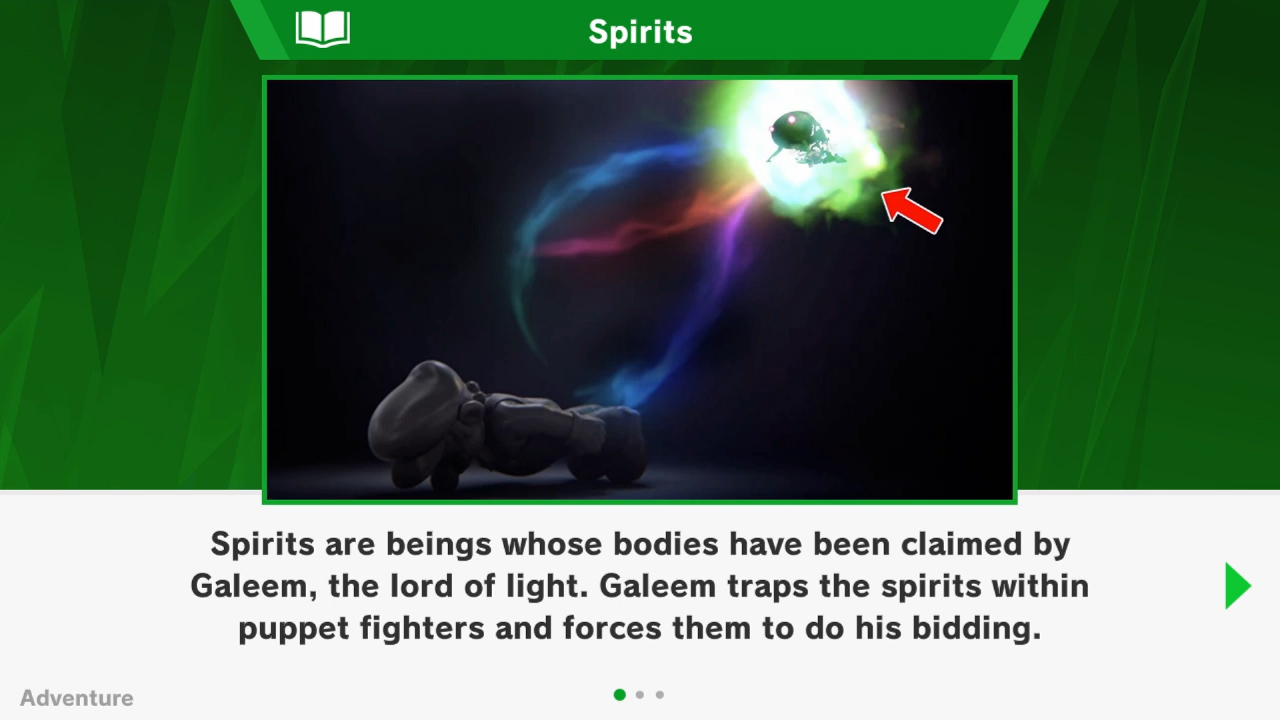 Spirits
Spirits are beings whose bodies have been claimed by
Galeem, the lord of light. Galeem traps the spirits within
puppet fighters and forces them to do his bidding.
Adventure